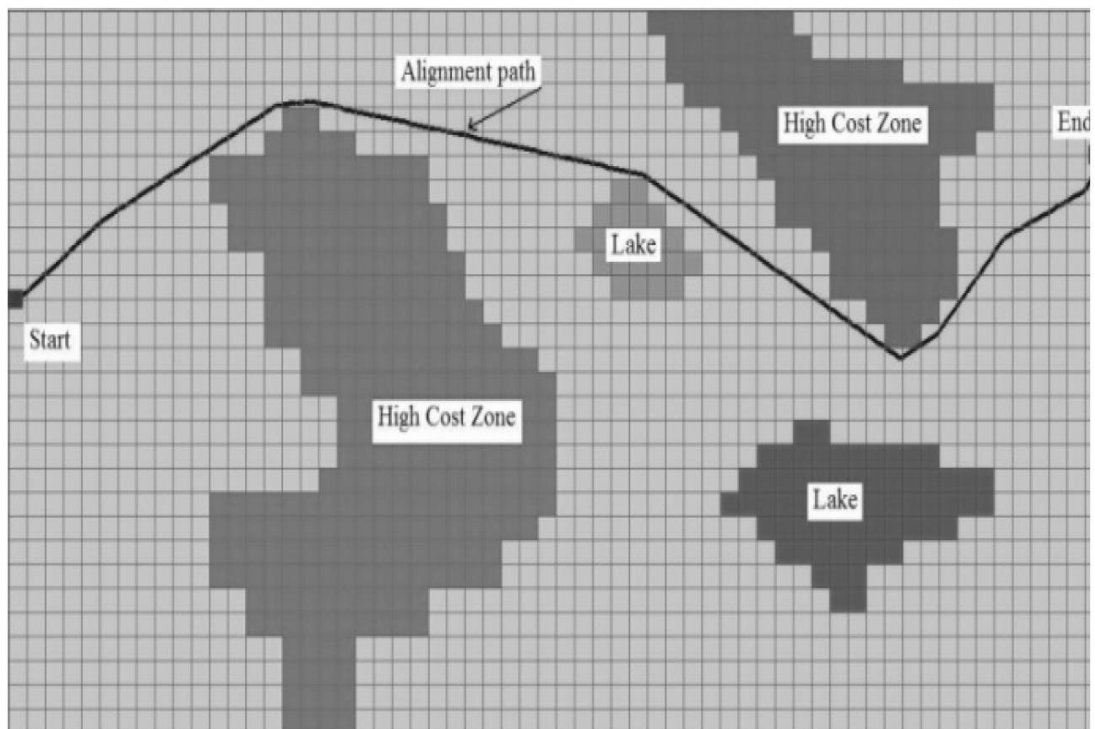 Alignment path
High Cost Zone
End
Lake
Start
High Cost Zone
Lake